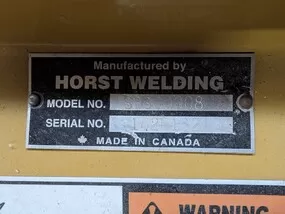 Manufactured by
HORST WELDING
MODEL NO.
SERIAL NO.
MADE IN CANADA
WARNING